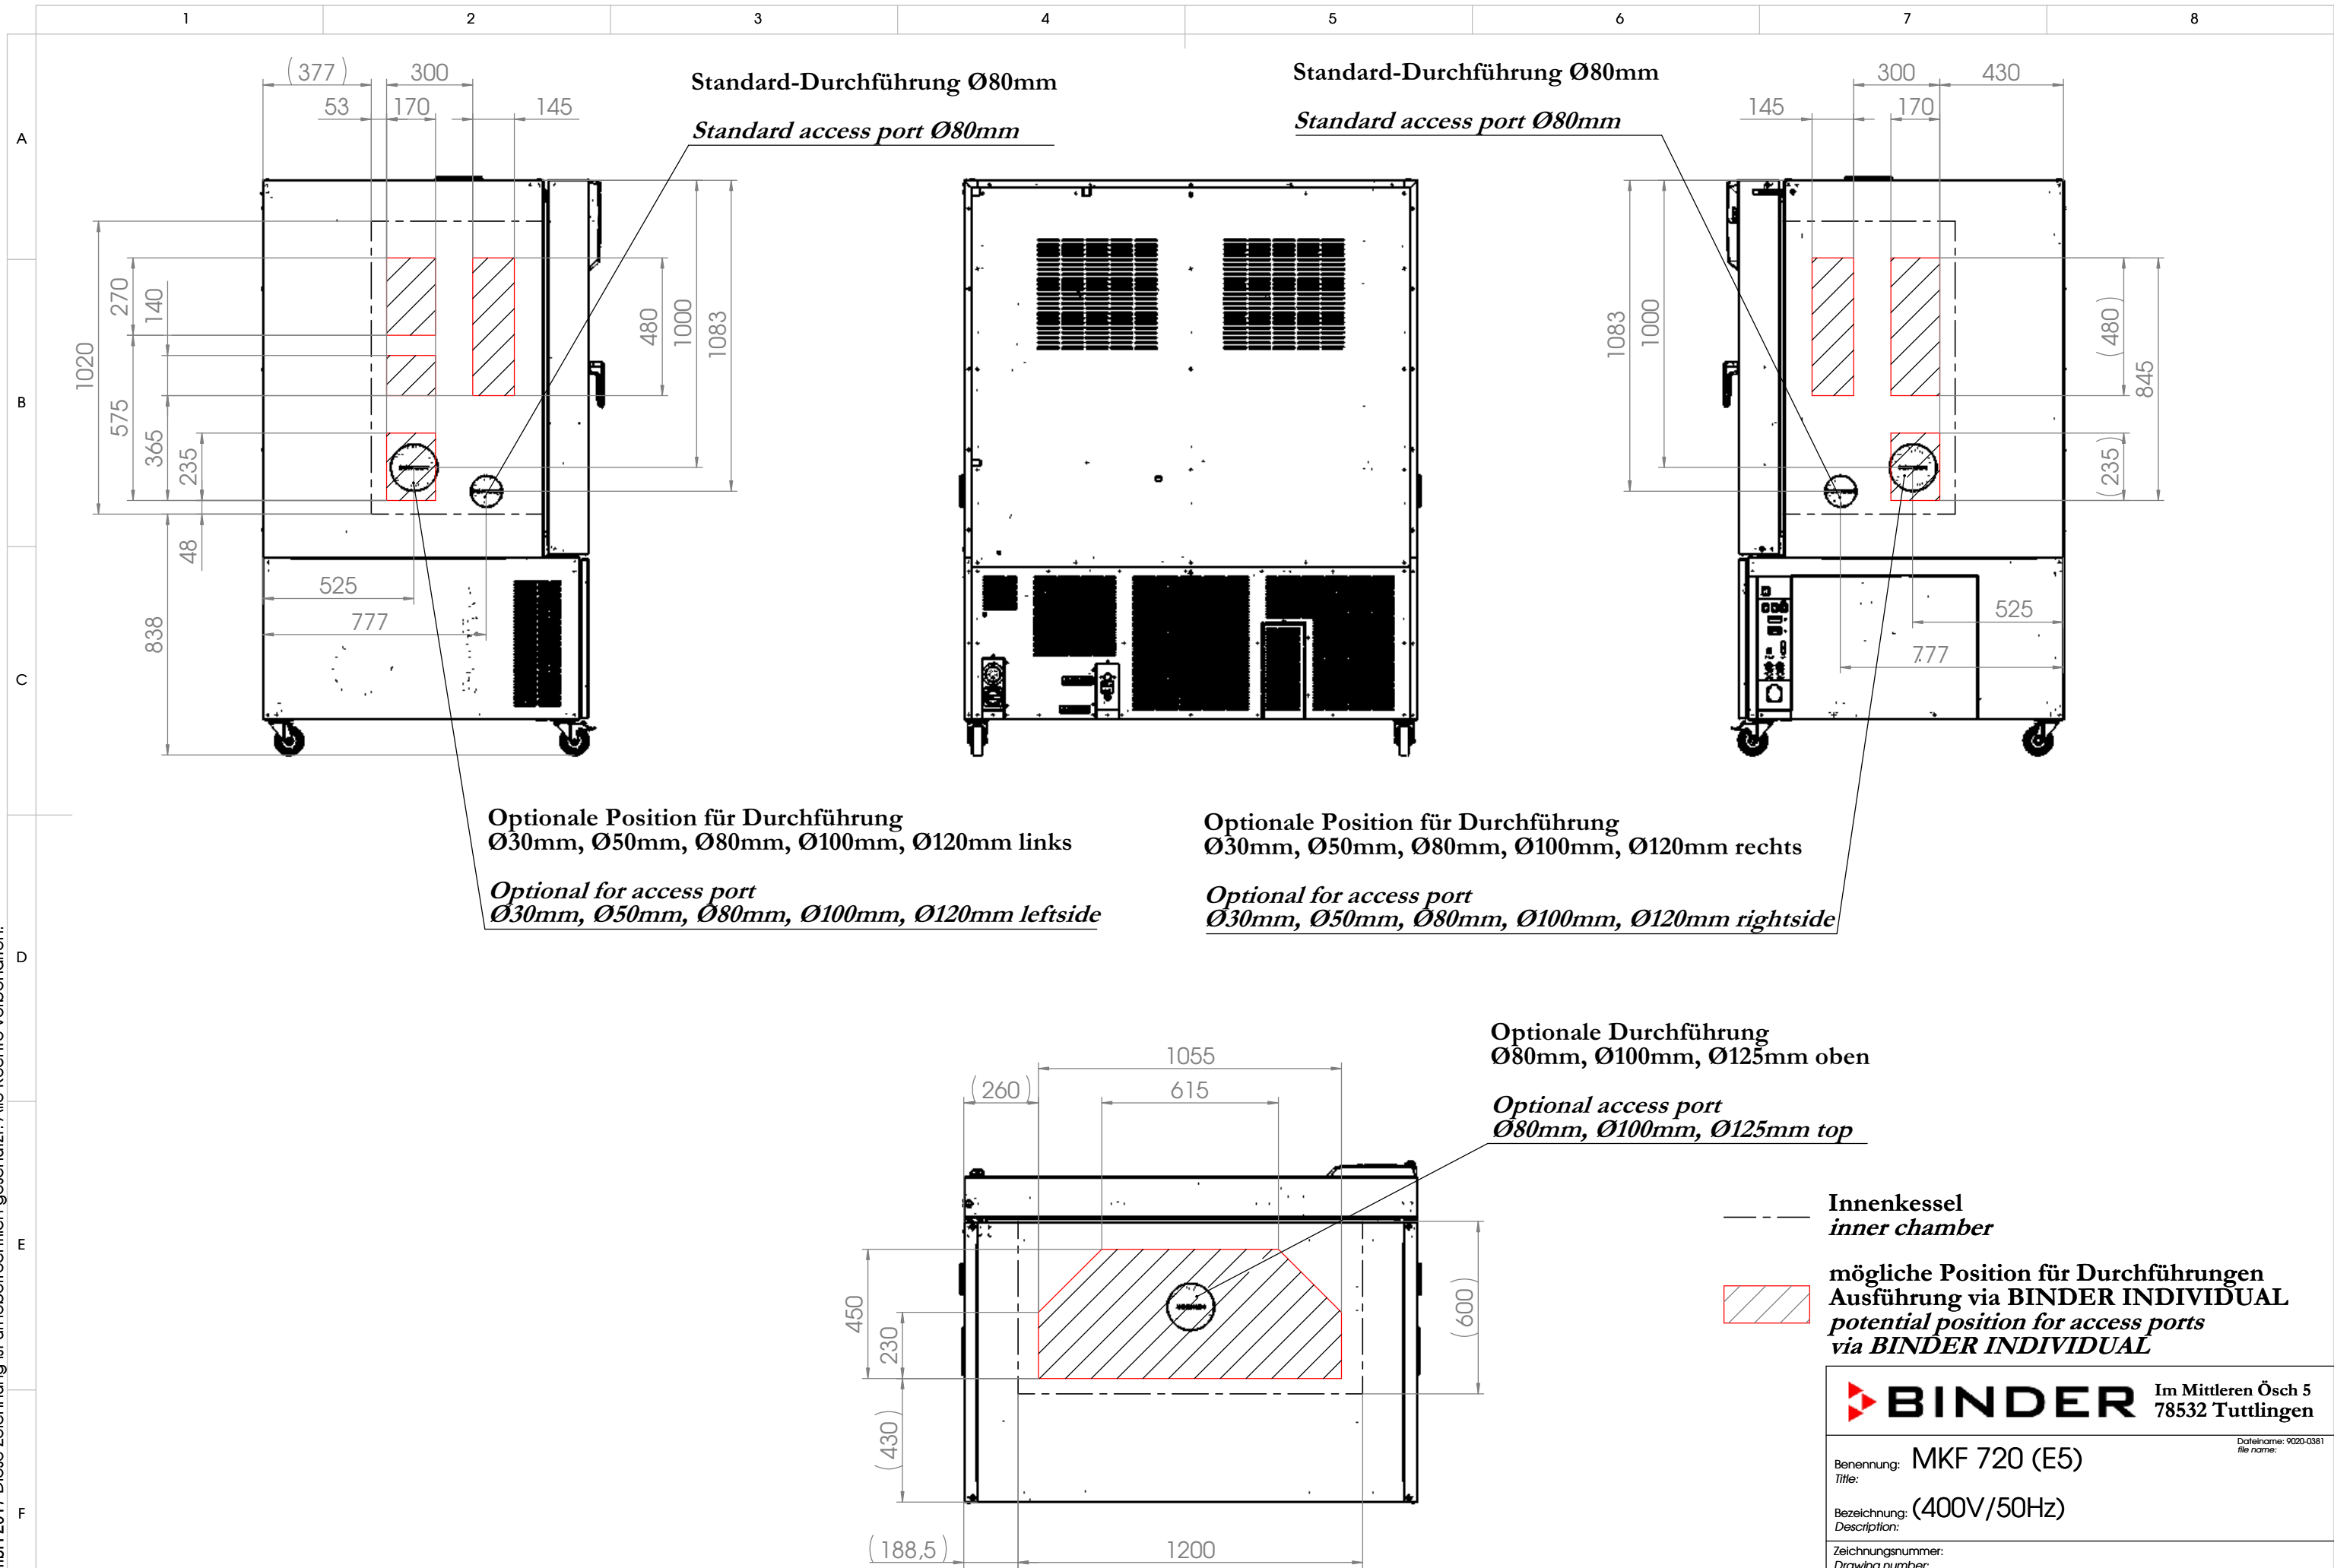 1 2 3 4 5 6 7 8
A
B
C
D
E
F
(377) 300
53 170 145
Standard-Durchführung Ø80mm
Standard access port Ø80mm
1020
270
140
575
365
235
48
838
480
1000
1083
525
777
Standard-Durchführung Ø80mm
Standard access port Ø80mm
300 430
145 170
1083
1000
(480)
845
(235)
525
777
Optionale Position für Durchführung
Ø30mm, Ø50mm, Ø80mm, Ø100mm, Ø120mm links
Optional for access port
Ø30mm, Ø50mm, Ø80mm, Ø100mm, Ø120mm leftside
Optionale Position für Durchführung
Ø30mm, Ø50mm, Ø80mm, Ø100mm, Ø120mm rechts
Optional for access port
Ø30mm, Ø50mm, Ø80mm, Ø100mm, Ø120mm rightside
1055
(260) 615
450
230
(430)
(600)
(188,5) 1200
Optionale Durchführung
Ø80mm, Ø100mm, Ø125mm oben
Optional access port
Ø80mm, Ø100mm, Ø125mm top
Innenkessel
inner chamber
mögliche Position für Durchführungen
Ausführung via BINDER INDIVIDUAL
potential position for access ports
via BINDER INDIVIDUAL
BINDER
Im Mittleren Ösch 5
78532 Tuttlingen
Dateiname: 9020-0381
file name:
Benennung: MKF 720 (E5)
Title:
Bezeichnung: (400V/50Hz)
Description:
Zeichnungsnummer:
Drawing number: